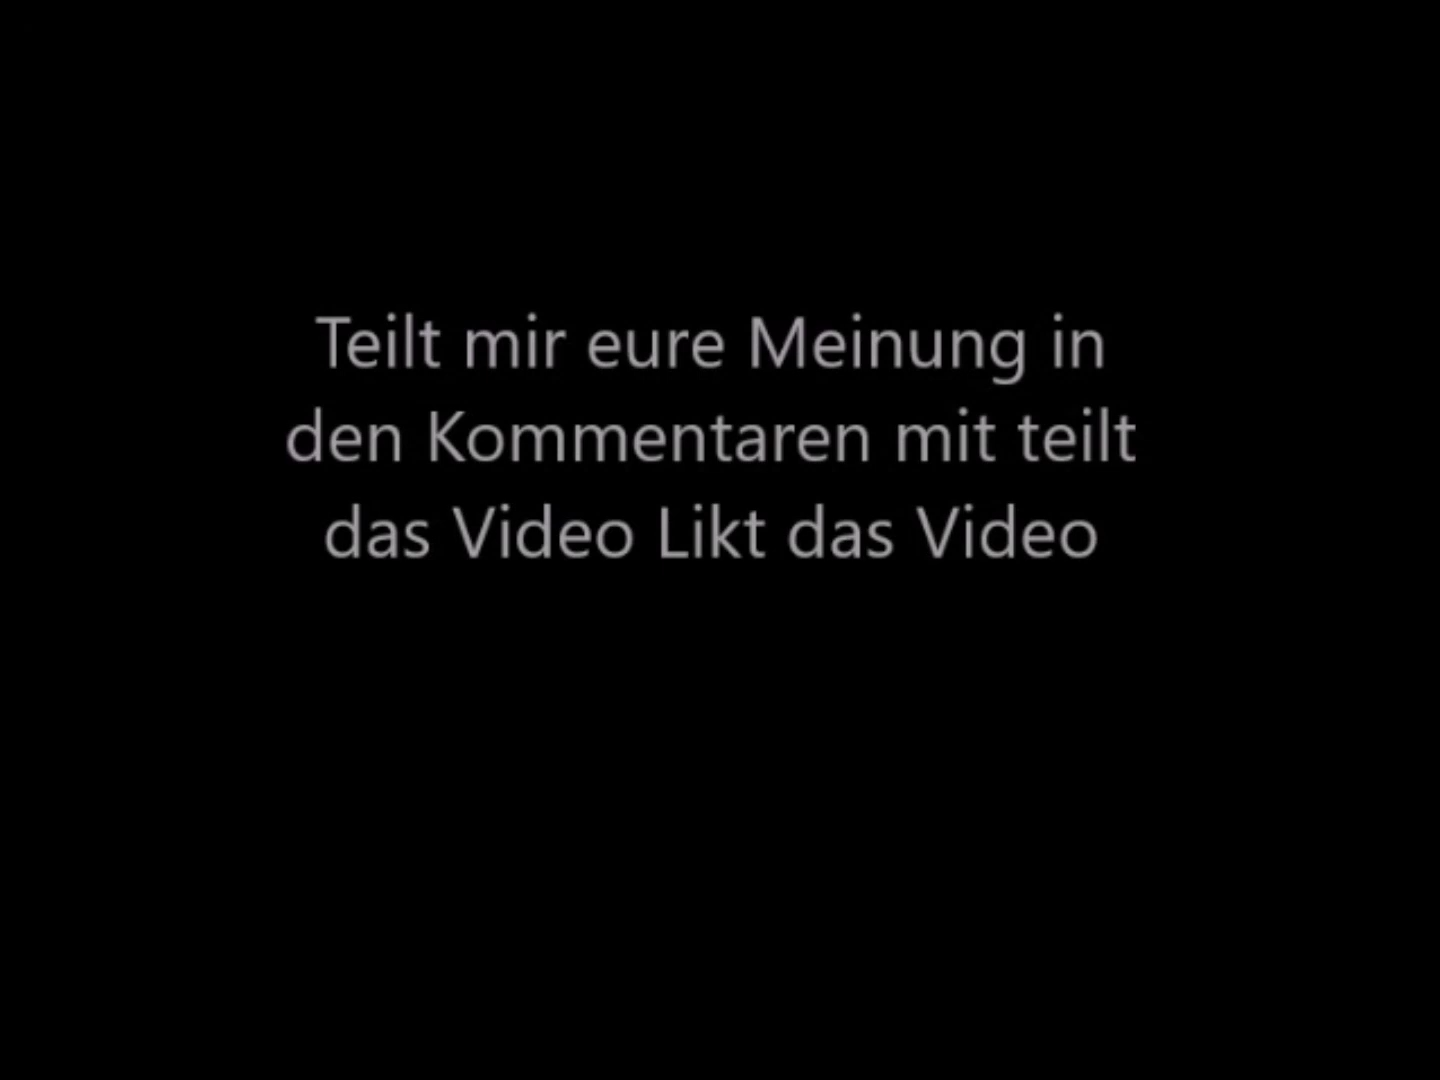 Teilt mir eure Meinung in
den Kommentaren mit teilt
das Video Likt das Video